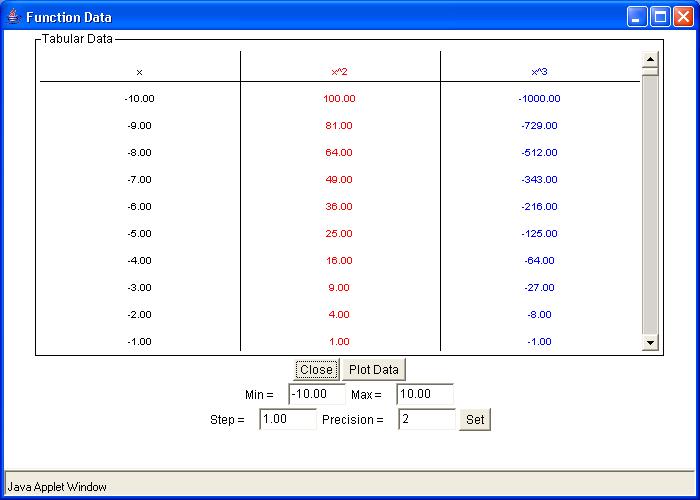 Function Data
Tabular Data
x x^2 x^3
-10.00 100.00 -1000.00
-9.00 81.00 -729.00
-8.00 64.00 -512.00
-7.00 49.00 -343.00
-6.00 36.00 -216.00
-5.00 25.00 -125.00
-4.00 16.00 -64.00
-3.00 9.00 -27.00
-2.00 4.00 -8.00
-1.00 1.00 -1.00
Close Plot Data
Min = -10.00 Max = 10.00
Step = 1.00 Precision = 2 Set
Java Applet Window